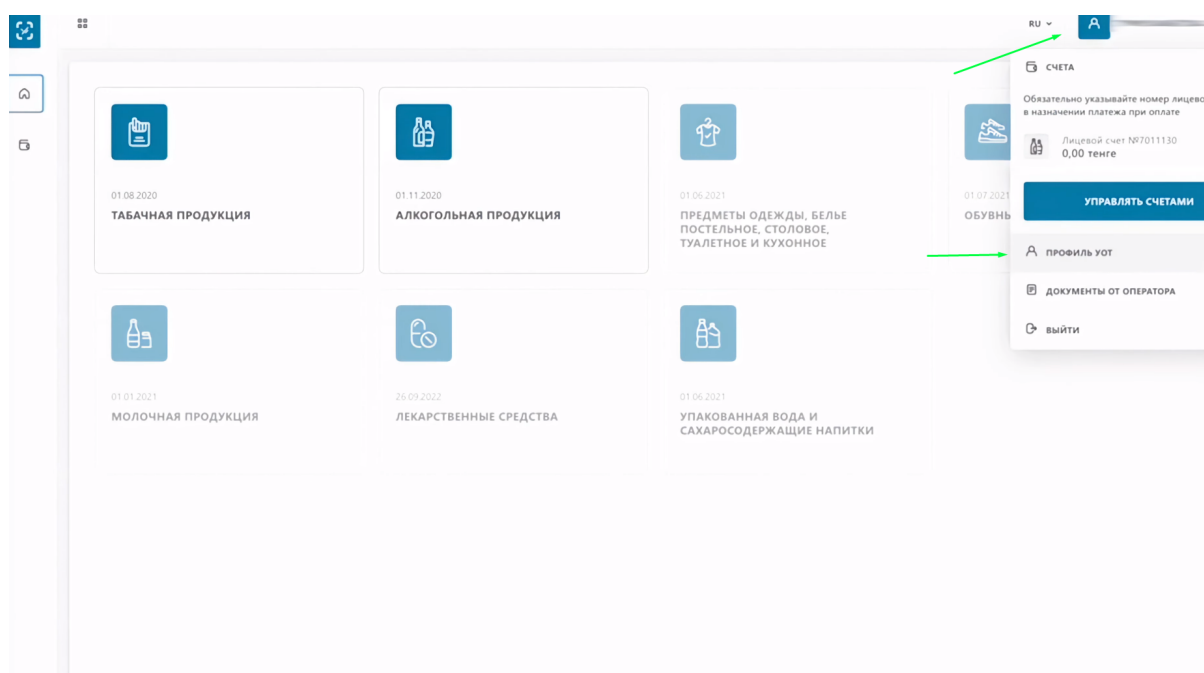 RU
СЧЕТА
Обязательно указывайте номер лицево
в назначении платежа при оплате
Лицевой счет №7011130
0,00 тенге
УПРАВЛЯТЬ СЧЕТАМИ
ПРОФИЛЬ УОТ
ДОКУМЕНТЫ ОТ ОПЕРАТОРА
ВЫЙТИ
01.08.2020
ТАБАЧНАЯ ПРОДУКЦИЯ
01.11.2020
АЛКОГОЛЬНАЯ ПРОДУКЦИЯ
01.06.2021
ПРЕДМЕТЫ ОДЕЖДЫ, БЕЛЬЕ
ПОСТЕЛЬНОЕ, СТОЛОВОЕ,
ТУАЛЕТНОЕ И КУХОННОЕ
01.07.2021
ОБУВНЫ
01.01.2021
МОЛОЧНАЯ ПРОДУКЦИЯ
26.09.2022
ЛЕКАРСТВЕННЫЕ СРЕДСТВА
01.06.2021
УПАКОВАННАЯ ВОДА И
САХАРОСОДЕРЖАЩИЕ НАПИТКИ